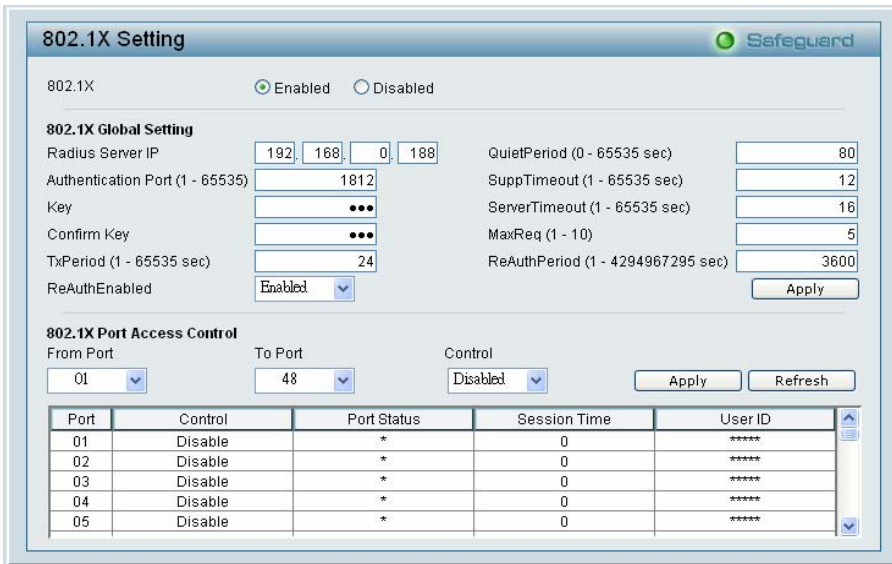 802.1X Setting Safeguard
802.1X Enabled Disabled
802.1X Global Setting
Radius Server IP 192. 168. 0. 188 QuietPeriod (0 - 65535 sec) 80
Authentication Port (1 - 65535) 1812 SuppTimeout (1 - 65535 sec) 12
Key ●●● ServerTimeout (1 - 65535 sec) 16
Confirm Key ●●● MaxReq (1 - 10) 5
TxPeriod (1 - 65535 sec) 24 ReAuthPeriod (1 - 4294967295 sec) 3600
ReAuthEnabled Enabled Apply
802.1X Port Access Control
From Port To Port Control
01 48 Disabled Apply Refresh
Port Control Port Status Session Time User ID
01 Disable * 0 *****
02 Disable * 0 *****
03 Disable * 0 *****
04 Disable * 0 *****
05 Disable * 0 *****